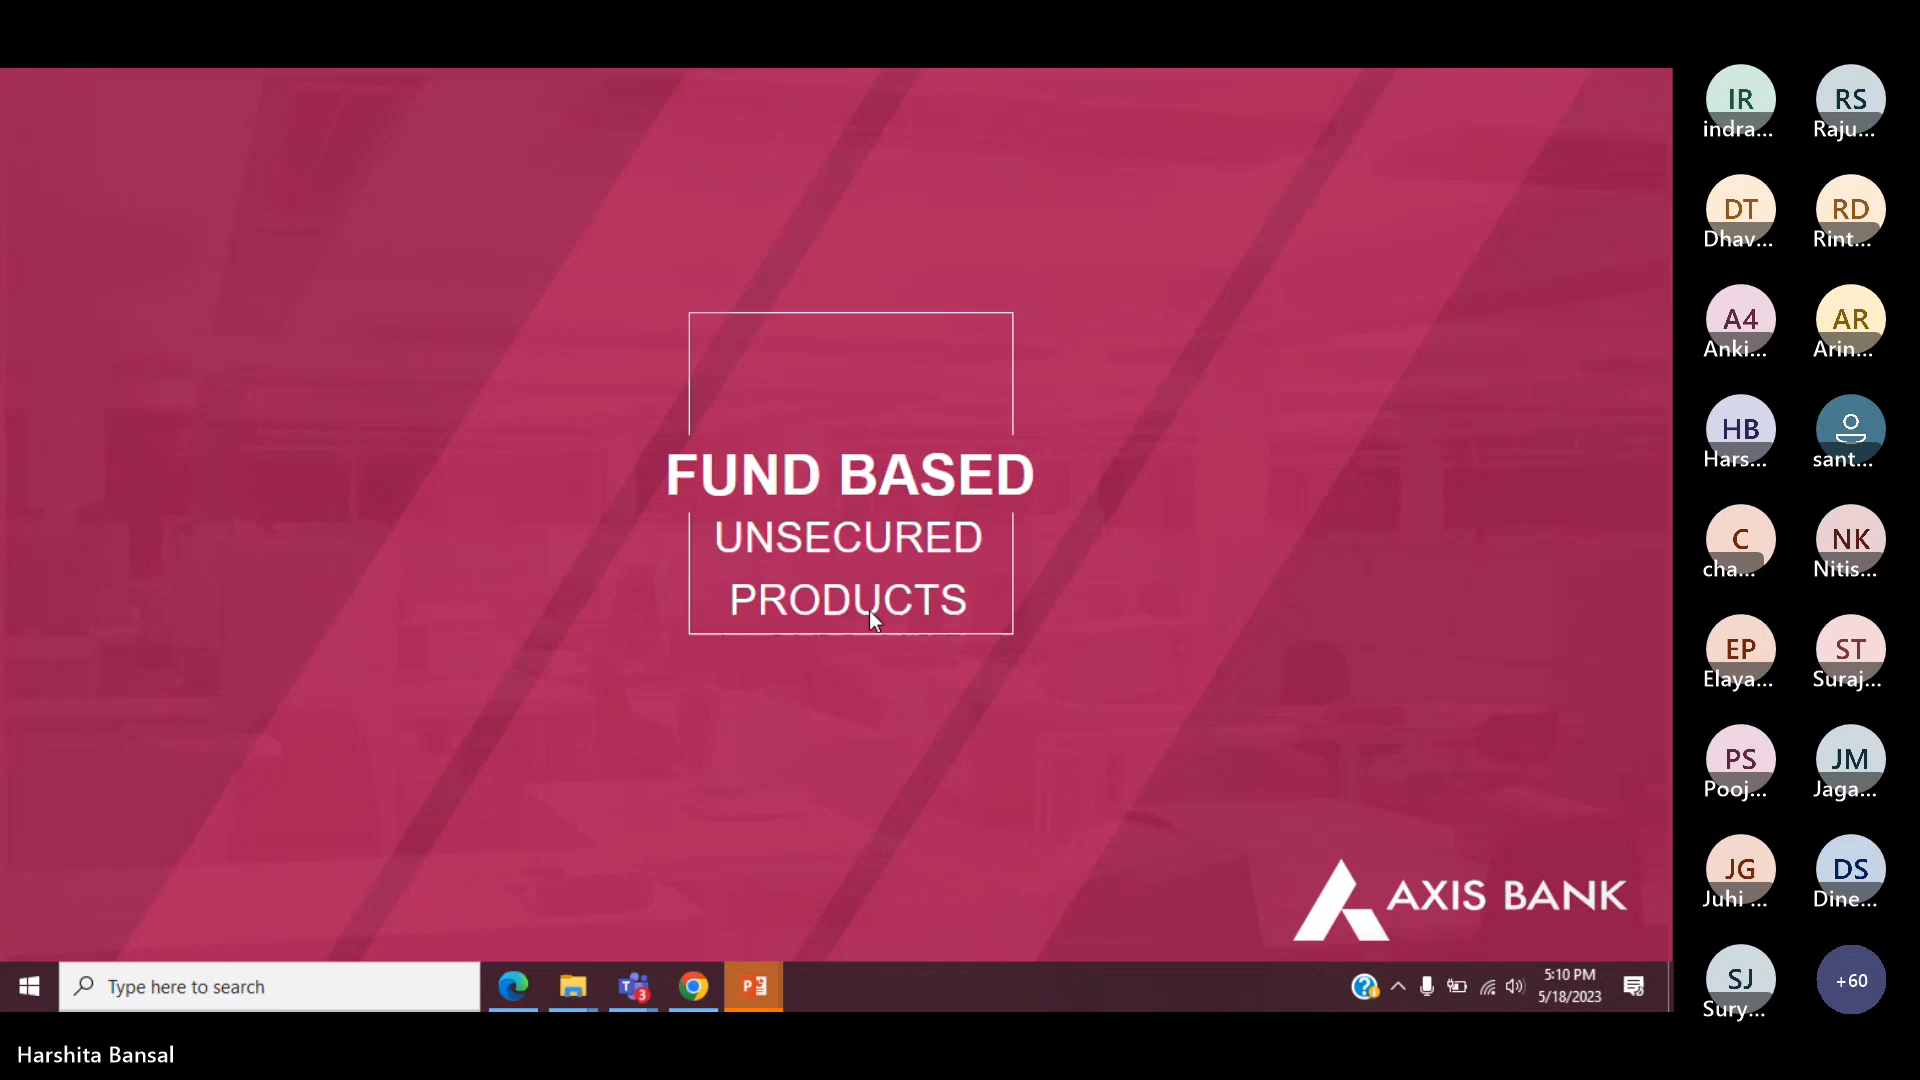 FUND BASED
UNSECURED
PRODUCTS
AXIS BANK
Type here to search
T
3
P
?
5:10 PM
5/18/2023
Harshita Bansal
IR
indra...
RS
Raju...
DT
Dhav...
RD
Rint...
A4
Anki...
AR
Arin...
HB
Hars...
sant...
C
cha...
NK
Nitis...
EP
Elaya...
ST
Suraj...
PS
Pooj...
JM
Jaga...
JG
Juhi ...
DS
Dine...
SJ
Sury...
+60